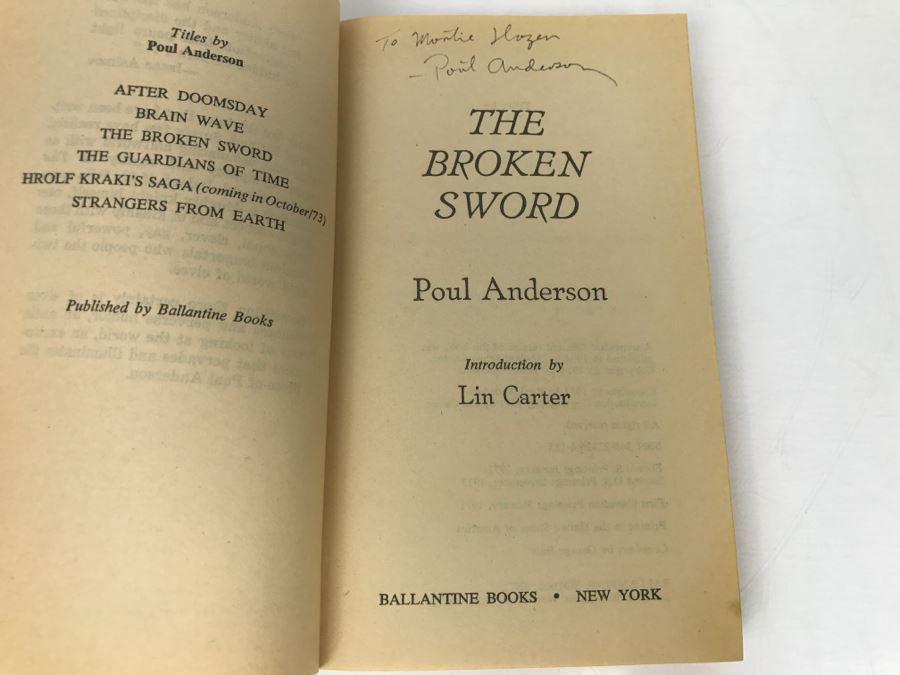 Titles by
Poul Anderson
AFTER DOOMSDAY
BRAIN WAVE
THE BROKEN SWORD
THE GUARDIANS OF TIME
HROLF KRAKI'S SAGA (coming in October/73)
STRANGERS FROM EARTH
Published by Ballantine Books
To Montie Hozen
— Poul Anderson
THE
BROKEN
SWORD
Poul Anderson
Introduction by
Lin Carter
BALLANTINE BOOKS • NEW YORK